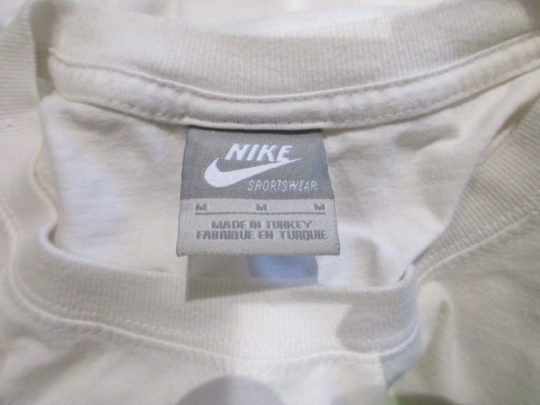 NIKE
SPORTSWEAR
M M M
MADE IN TURKEY
FABRIQUE EN TURQUIE